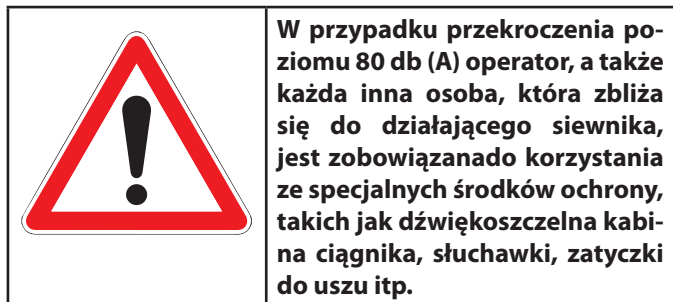 W przypadku przekroczenia po-
ziomu 80 db (A) operator, a także
każda inna osoba, która zbliża
się do działającego siewnika,
jest zobowiązanado korzystania
ze specjalnych środków ochrony,
takich jak dźwiękoszczelna kabi-
na ciągnika, słuchawki, zatyczki
do uszu itp.